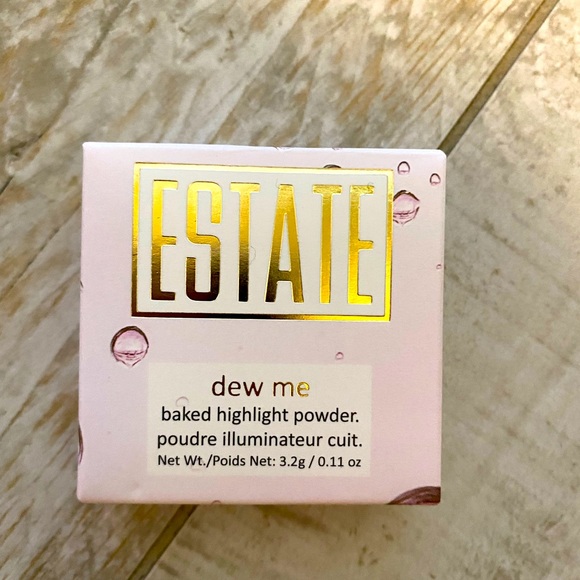 ESTATE
dew me
baked highlight powder.
poudre illuminateur cuit.
Net Wt./Poids Net: 3.2g / 0.11 oz